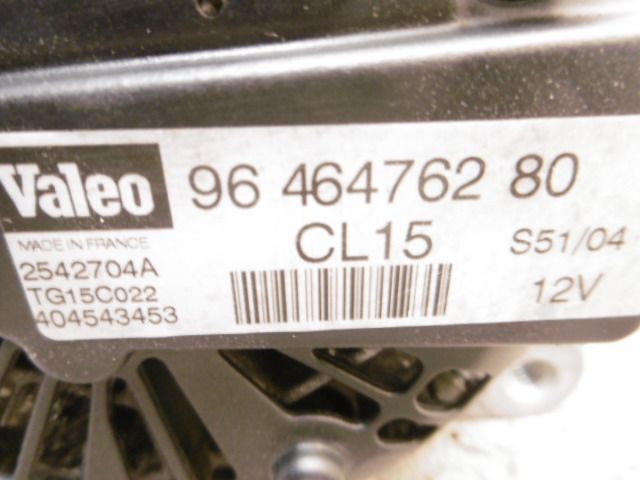 Valeo 96 464762 80
MADE IN FRANCE CL15 S51/04
2542704A
TG15C022 12V
404543453